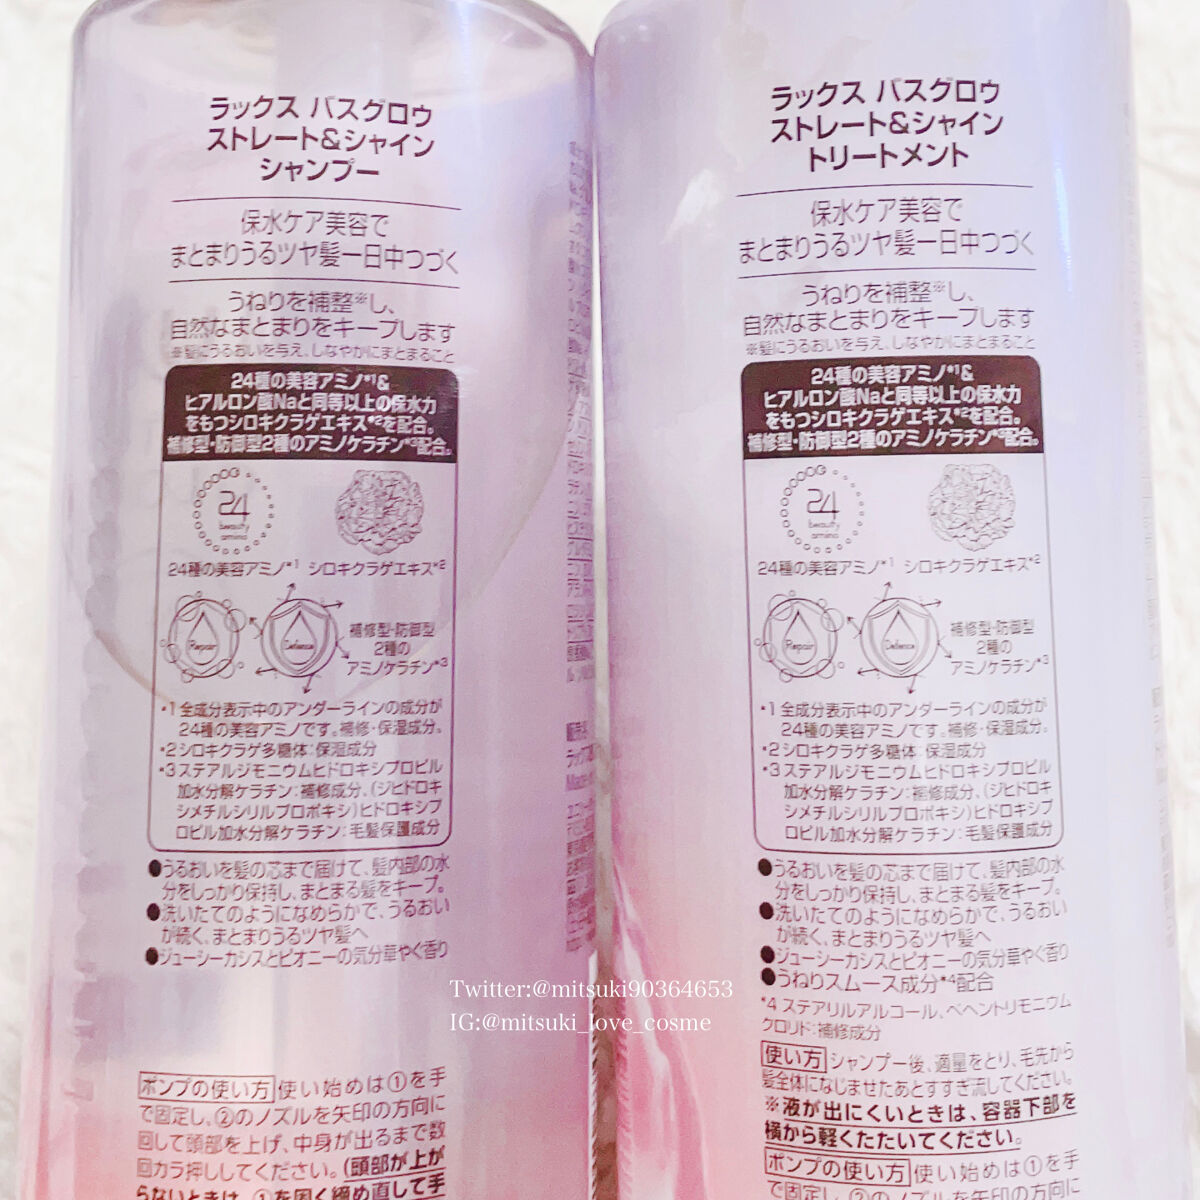 ラックス バスグロウ
ストレート&シャイン
シャンプー
保水ケア美容で
まとまりうるツヤ髪一日中つづく
うねりを補整※し、
自然なまとまりをキープします
※髪にうるおいを与え、しなやかにまとまること
24種の美容アミノ*1&
ヒアルロン酸Naと同等以上の保水力
をもつシロキクラゲエキス*2を配合。
補修型・防御型2種のアミノケラチン*3配合。
24
beauty
amino
24種の美容アミノ*1 シロキクラゲエキス*2
Repair
Defence
補修型・防御型
2種の
アミノケラチン*3
*1 全成分表示中のアンダーラインの成分が
24種の美容アミノです。補修・保湿成分。
*2 シロキクラゲ多糖体：保湿成分
*3 ステアルジモニウムヒドロキシプロピル
加水分解ケラチン：補修成分、（ジヒドロキ
シメチルシリルプロポキシ）ヒドロキシプ
ロピル加水分解ケラチン：毛髪保護成分
●うるおいを髪の芯まで届けて、髪内部の水
分をしっかり保持し、まとまる髪をキープ。
●洗いたてのようになめらかで、うるおい
が続く、まとまりうるツヤ髪へ
●ジューシーカシスとピオニーの気分華やぐ香り
ポンプの使い方 使い始めは①を手
で固定し、②のノズルを矢印の方向に
回して頭部を上げ、中身が出るまで数
回カラ押ししてください。（頭部が上が
らないときは、①を固く締め直して手
ラックス バスグロウ
ストレート&シャイン
トリートメント
保水ケア美容で
まとまりうるツヤ髪一日中つづく
うねりを補整※し、
自然なまとまりをキープします
※髪にうるおいを与え、しなやかにまとまること
24種の美容アミノ*1&
ヒアルロン酸Naと同等以上の保水力
をもつシロキクラゲエキス*2を配合。
補修型・防御型2種のアミノケラチン*3配合。
24
beauty
amino
24種の美容アミノ*1 シロキクラゲエキス*2
Repair
Defence
補修型・防御型
2種の
アミノケラチン*3
*1 全成分表示中のアンダーラインの成分が
24種の美容アミノです。補修・保湿成分。
*2 シロキクラゲ多糖体：保湿成分
*3 ステアルジモニウムヒドロキシプロピル
加水分解ケラチン：補修成分、（ジヒドロキ
シメチルシリルプロポキシ）ヒドロキシプ
ロピル加水分解ケラチン：毛髪保護成分
●うるおいを髪の芯まで届けて、髪内部の水
分をしっかり保持し、まとまる髪をキープ。
●洗いたてのようになめらかで、うるおい
が続く、まとまりうるツヤ髪へ
●ジューシーカシスとピオニーの気分華やぐ香り
●うねりスムース成分*4配合
*4 ステアリルアルコール、ベヘントリモニウム
クロリド：補修成分
使い方 シャンプー後、適量をとり、毛先から
髪全体になじませたあとすすぎ流してください。
※液が出にくいときは、容器下部を
横から軽くたたいてください。
ポンプの使い方 使い始めは①を手
で固定し、②のノズルを矢印の方向に
Twitter:@mitsuki90364653
IG:@mitsuki_love_cosme